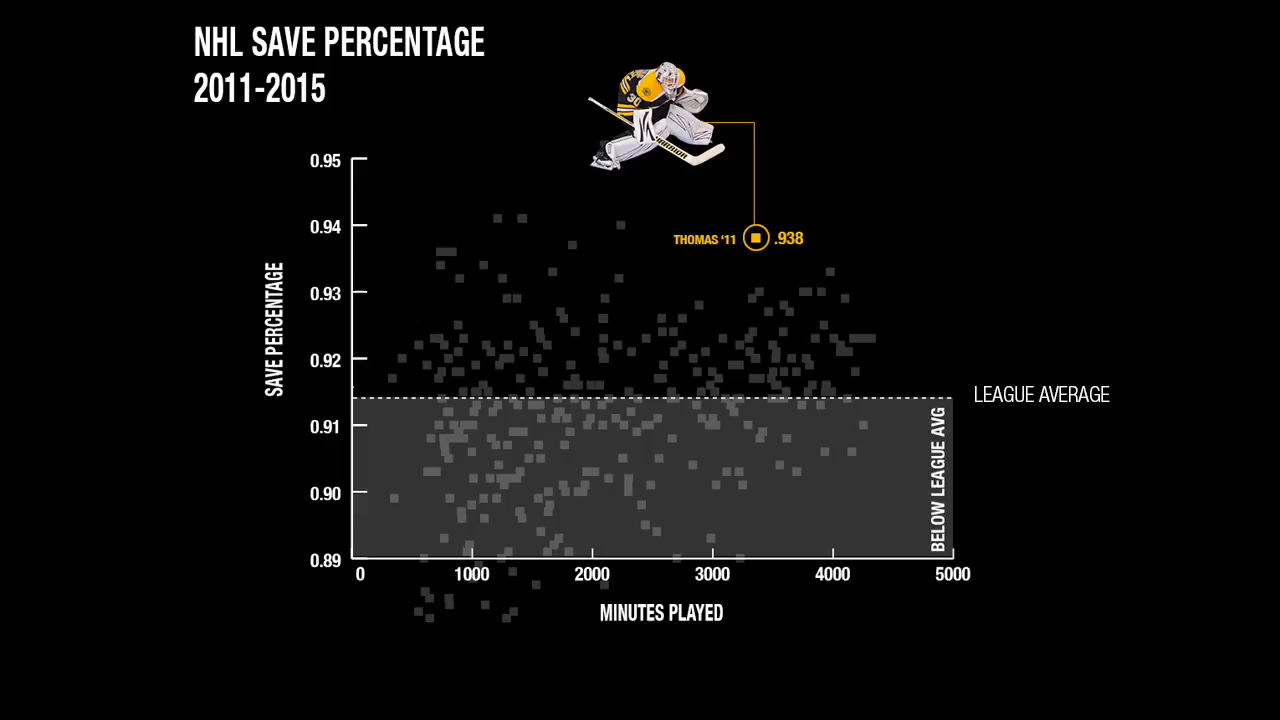 NHL SAVE PERCENTAGE
2011-2015
30
0.95
0.94
0.93
0.92
0.91
0.90
0.89
SAVE PERCENTAGE
THOMAS ‘11 .938
LEAGUE AVERAGE
BELOW LEAGUE AVG
0 1000 2000 3000 4000 5000
MINUTES PLAYED